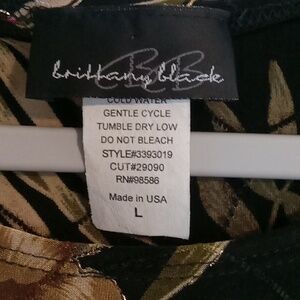 BB
brittany black
COLD WATER
GENTLE CYCLE
TUMBLE DRY LOW
DO NOT BLEACH
STYLE#3393019
CUT#29090
RN#98586
Made in USA
L